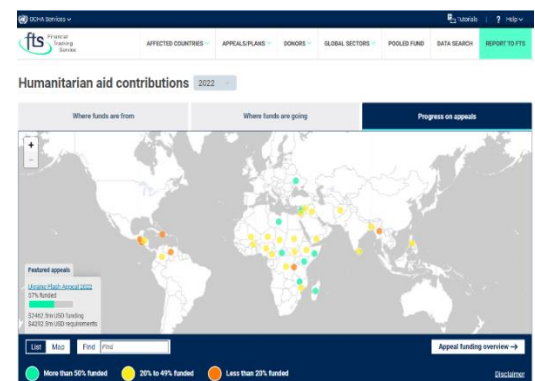 OCHA Services
Tutorials | ? Help
fts Financial
Tracking
Service
AFFECTED COUNTRIES APPEALS/PLANS DONORS GLOBAL SECTORS POOLED FUND DATA SEARCH REPORT TO FTS
Humanitarian aid contributions 2022
Where funds are from Where funds are going Progress on appeals
+
−
Featured appeals
Ukraine Flash Appeal 2022
57% funded
$2462.5m USD funding
$4292.3m USD requirements
List Map Find Find Appeal funding overview →
More than 50% funded 20% to 49% funded Less than 20% funded Disclaimer